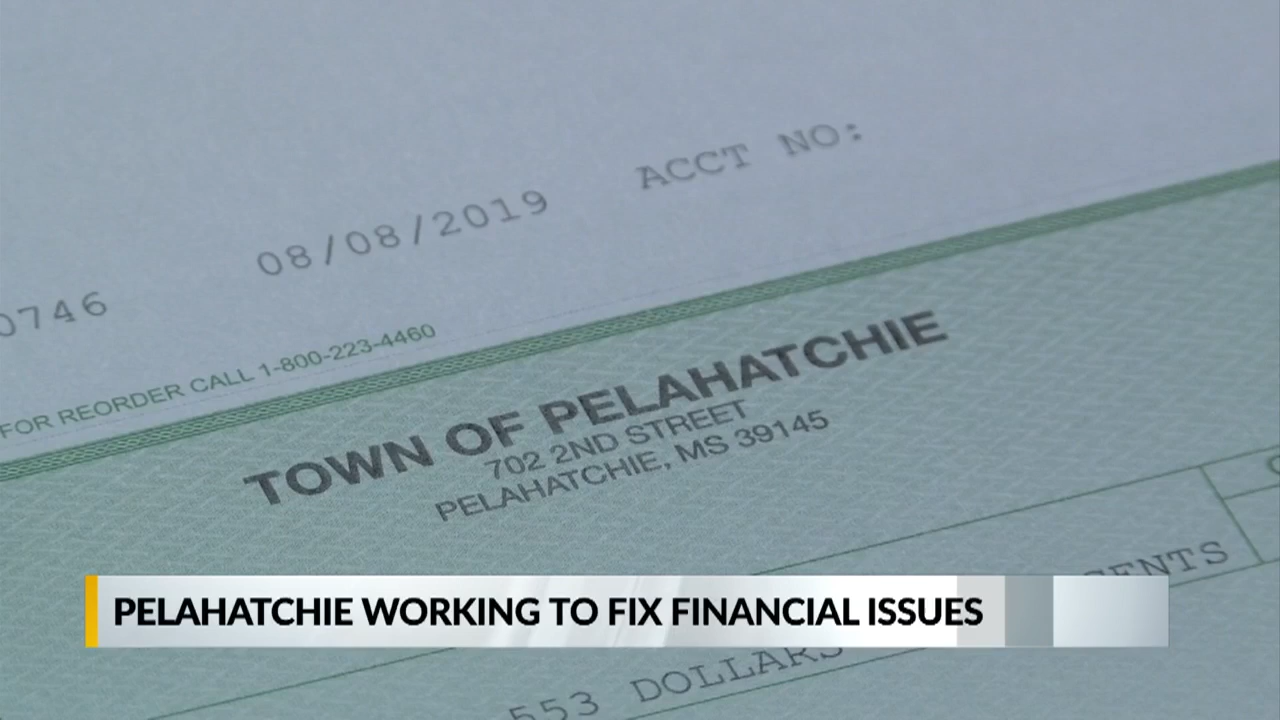 ACCT NO:
08/08/2019
0746
FOR REORDER CALL 1-800-223-4460
TOWN OF PELAHATCHIE
702 2ND STREET
PELAHATCHIE, MS 39145
PELAHATCHIE WORKING TO FIX FINANCIAL ISSUES
553 DOLLARS